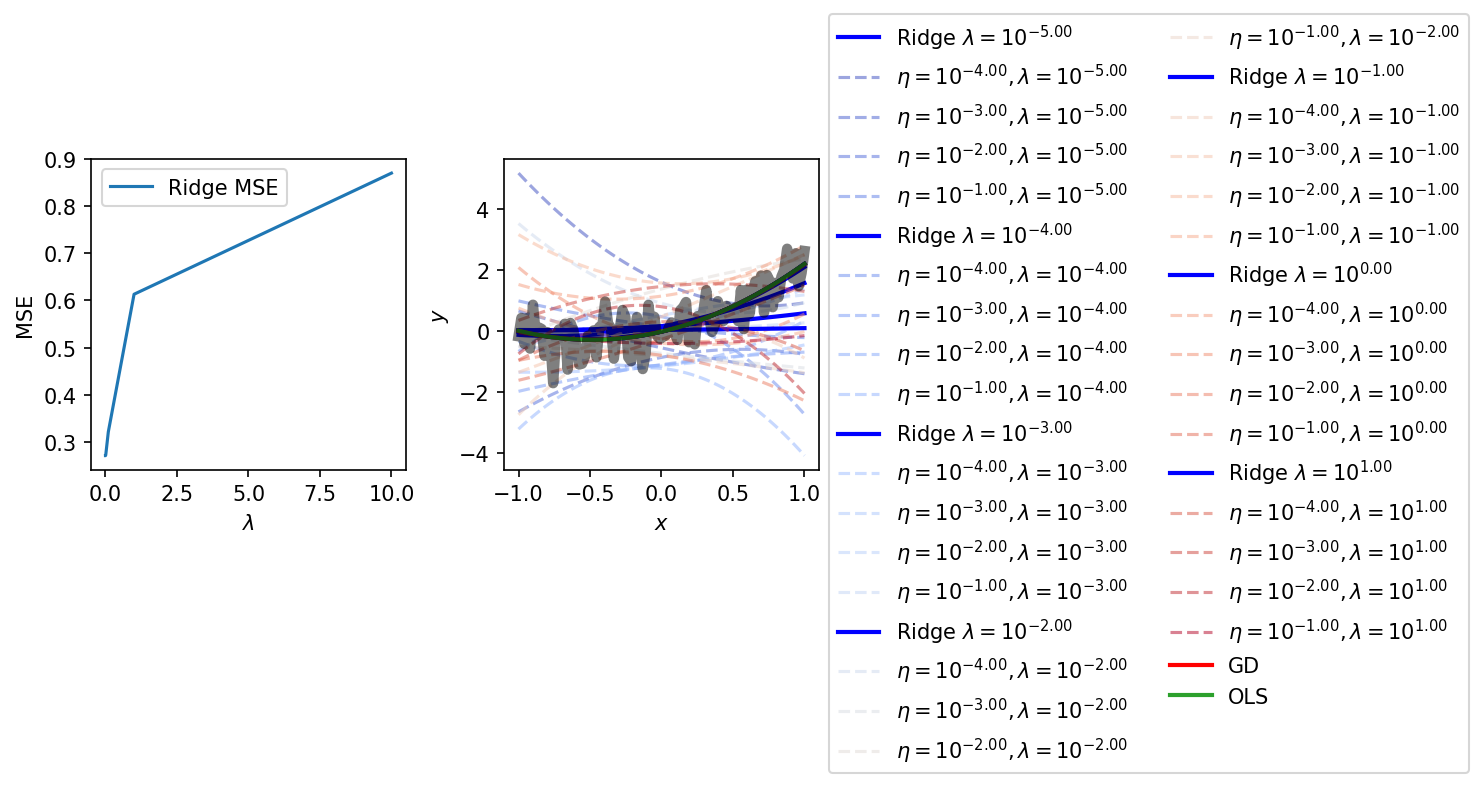 0.9
0.8
0.7
0.6
0.5
0.4
0.3
MSE
Ridge MSE
0.0 2.5 5.0 7.5 10.0
λ
4
2
0
−2
−4
y
−1.0 −0.5 0.0 0.5 1.0
x
Ridge λ = 10^−5.00
η = 10^−4.00, λ = 10^−5.00
η = 10^−3.00, λ = 10^−5.00
η = 10^−2.00, λ = 10^−5.00
η = 10^−1.00, λ = 10^−5.00
Ridge λ = 10^−4.00
η = 10^−4.00, λ = 10^−4.00
η = 10^−3.00, λ = 10^−4.00
η = 10^−2.00, λ = 10^−4.00
η = 10^−1.00, λ = 10^−4.00
Ridge λ = 10^−3.00
η = 10^−4.00, λ = 10^−3.00
η = 10^−3.00, λ = 10^−3.00
η = 10^−2.00, λ = 10^−3.00
η = 10^−1.00, λ = 10^−3.00
Ridge λ = 10^−2.00
η = 10^−4.00, λ = 10^−2.00
η = 10^−3.00, λ = 10^−2.00
η = 10^−2.00, λ = 10^−2.00
η = 10^−1.00, λ = 10^−2.00
Ridge λ = 10^−1.00
η = 10^−4.00, λ = 10^−1.00
η = 10^−3.00, λ = 10^−1.00
η = 10^−2.00, λ = 10^−1.00
η = 10^−1.00, λ = 10^−1.00
Ridge λ = 10^0.00
η = 10^−4.00, λ = 10^0.00
η = 10^−3.00, λ = 10^0.00
η = 10^−2.00, λ = 10^0.00
η = 10^−1.00, λ = 10^0.00
Ridge λ = 10^1.00
η = 10^−4.00, λ = 10^1.00
η = 10^−3.00, λ = 10^1.00
η = 10^−2.00, λ = 10^1.00
η = 10^−1.00, λ = 10^1.00
GD
OLS